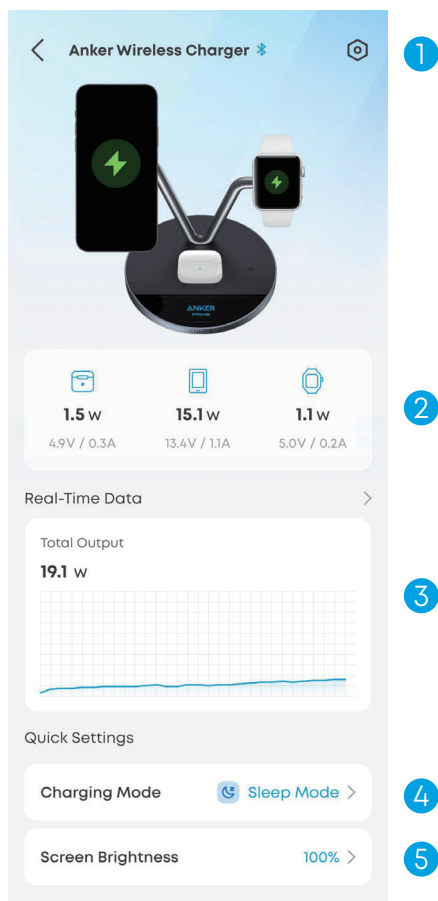 Anker Wireless Charger
1
ANKER
1.5 w 15.1 w 1.1 w
4.9V / 0.3A 13.4V / 1.1A 5.0V / 0.2A
2
Real-Time Data
Total Output
19.1 w
3
Quick Settings
Charging Mode Sleep Mode
4
Screen Brightness 100%
5